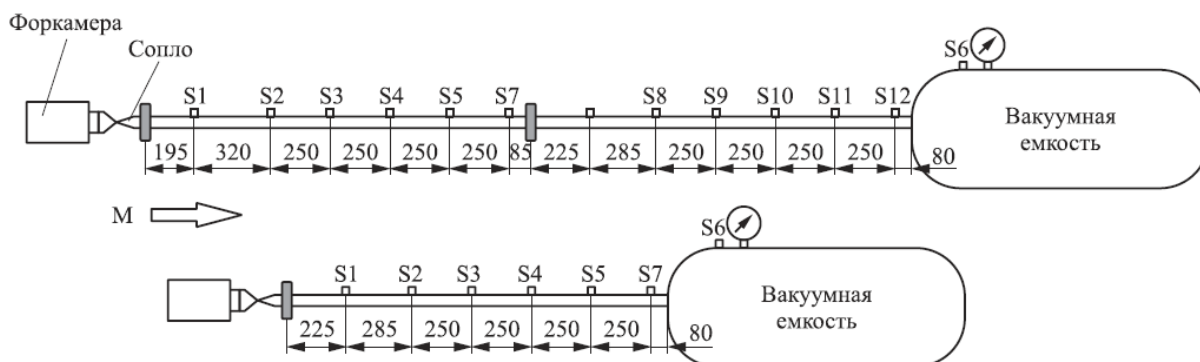 Форкамера
Сопло
S1 S2 S3 S4 S5 S7 S8 S9 S10 S11 S12 S6
Вакуумная
емкость
195 320 250 250 250 250 85 225 285 250 250 250 250 80
М
S1 S2 S3 S4 S5 S7 S6
Вакуумная
емкость
225 285 250 250 250 250 80